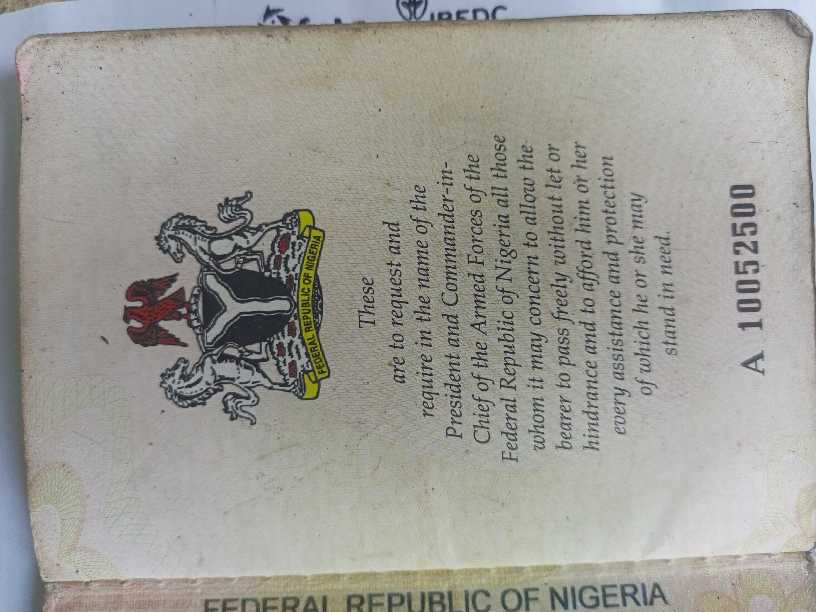 IBEDC
FEDERAL REPUBLIC OF NIGERIA
These
are to request and
require in the name of the
President and Commander-in-
Chief of the Armed Forces of the
Federal Republic of Nigeria all those
whom it may concern to allow the
bearer to pass freely without let or
hindrance and to afford him or her
every assistance and protection
of which he or she may
stand in need.
A 10052500
FEDERAL REPUBLIC OF NIGERIA